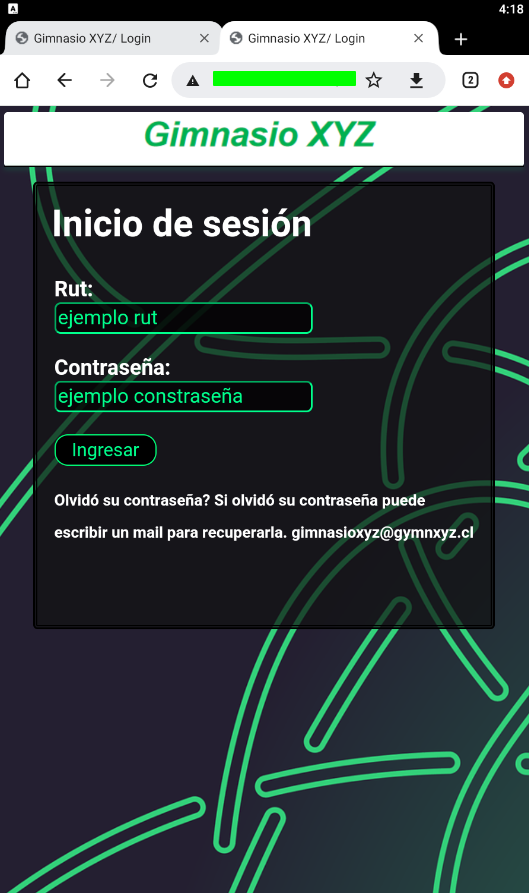 A
4:18
Gimnasio XYZ/ Login
Gimnasio XYZ/ Login
2
Gimnasio XYZ
Inicio de sesión
Rut:
ejemplo rut
Contraseña:
ejemplo constraseña
Ingresar
Olvidó su contraseña? Si olvidó su contraseña puede
escribir un mail para recuperarla. gimnasioxyz@gymnxyz.cl